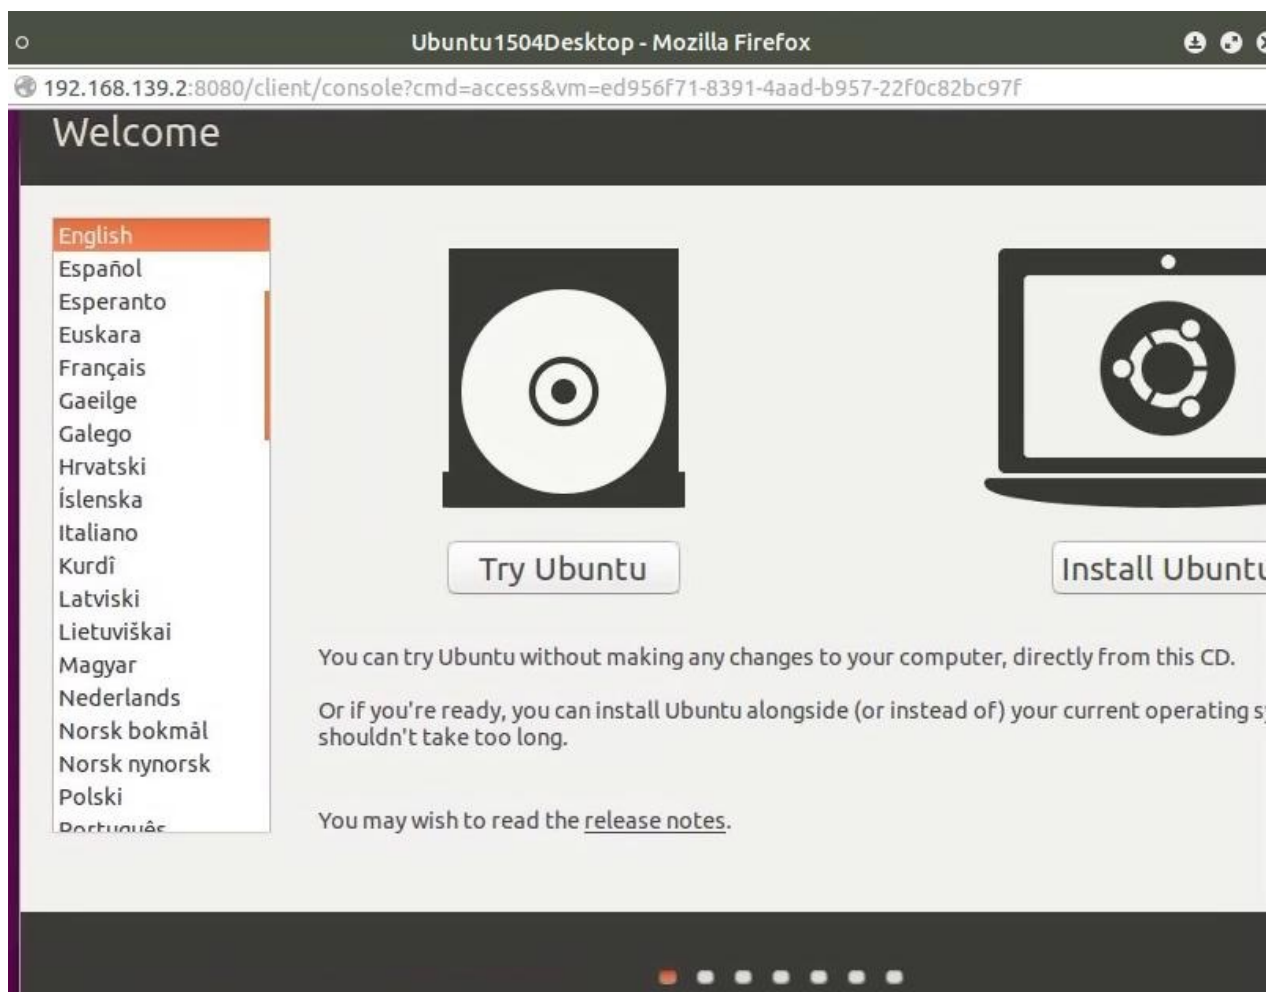 Ubuntu1504Desktop - Mozilla Firefox
192.168.139.2:8080/client/console?cmd=access&vm=ed956f71-8391-4aad-b957-22f0c82bc97f
Welcome
English
Español
Esperanto
Euskara
Français
Gaeilge
Galego
Hrvatski
Íslenska
Italiano
Kurdî
Latviski
Lietuviškai
Magyar
Nederlands
Norsk bokmål
Norsk nynorsk
Polski
Português
Try Ubuntu
Install Ubuntu
You can try Ubuntu without making any changes to your computer, directly from this CD.
Or if you're ready, you can install Ubuntu alongside (or instead of) your current operating
shouldn't take too long.
You may wish to read the release notes.